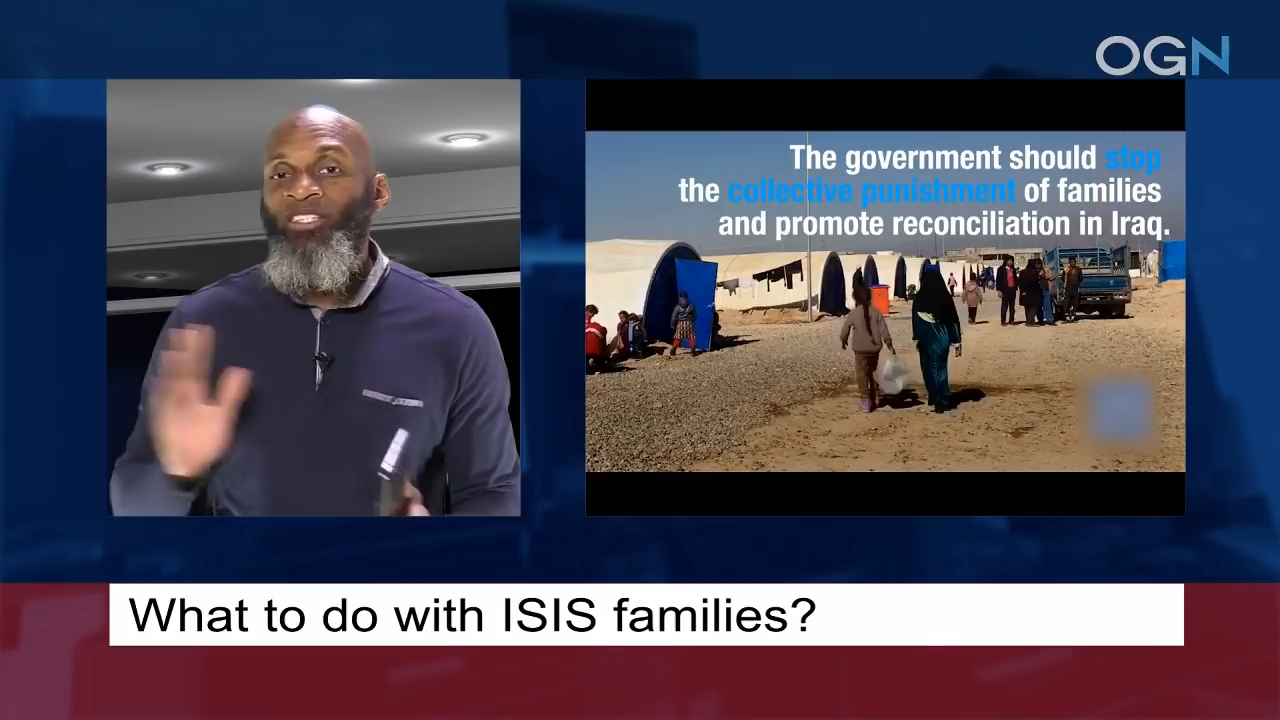 OGN
The government should stop
the collective punishment of families
and promote reconciliation in Iraq.
What to do with ISIS families?